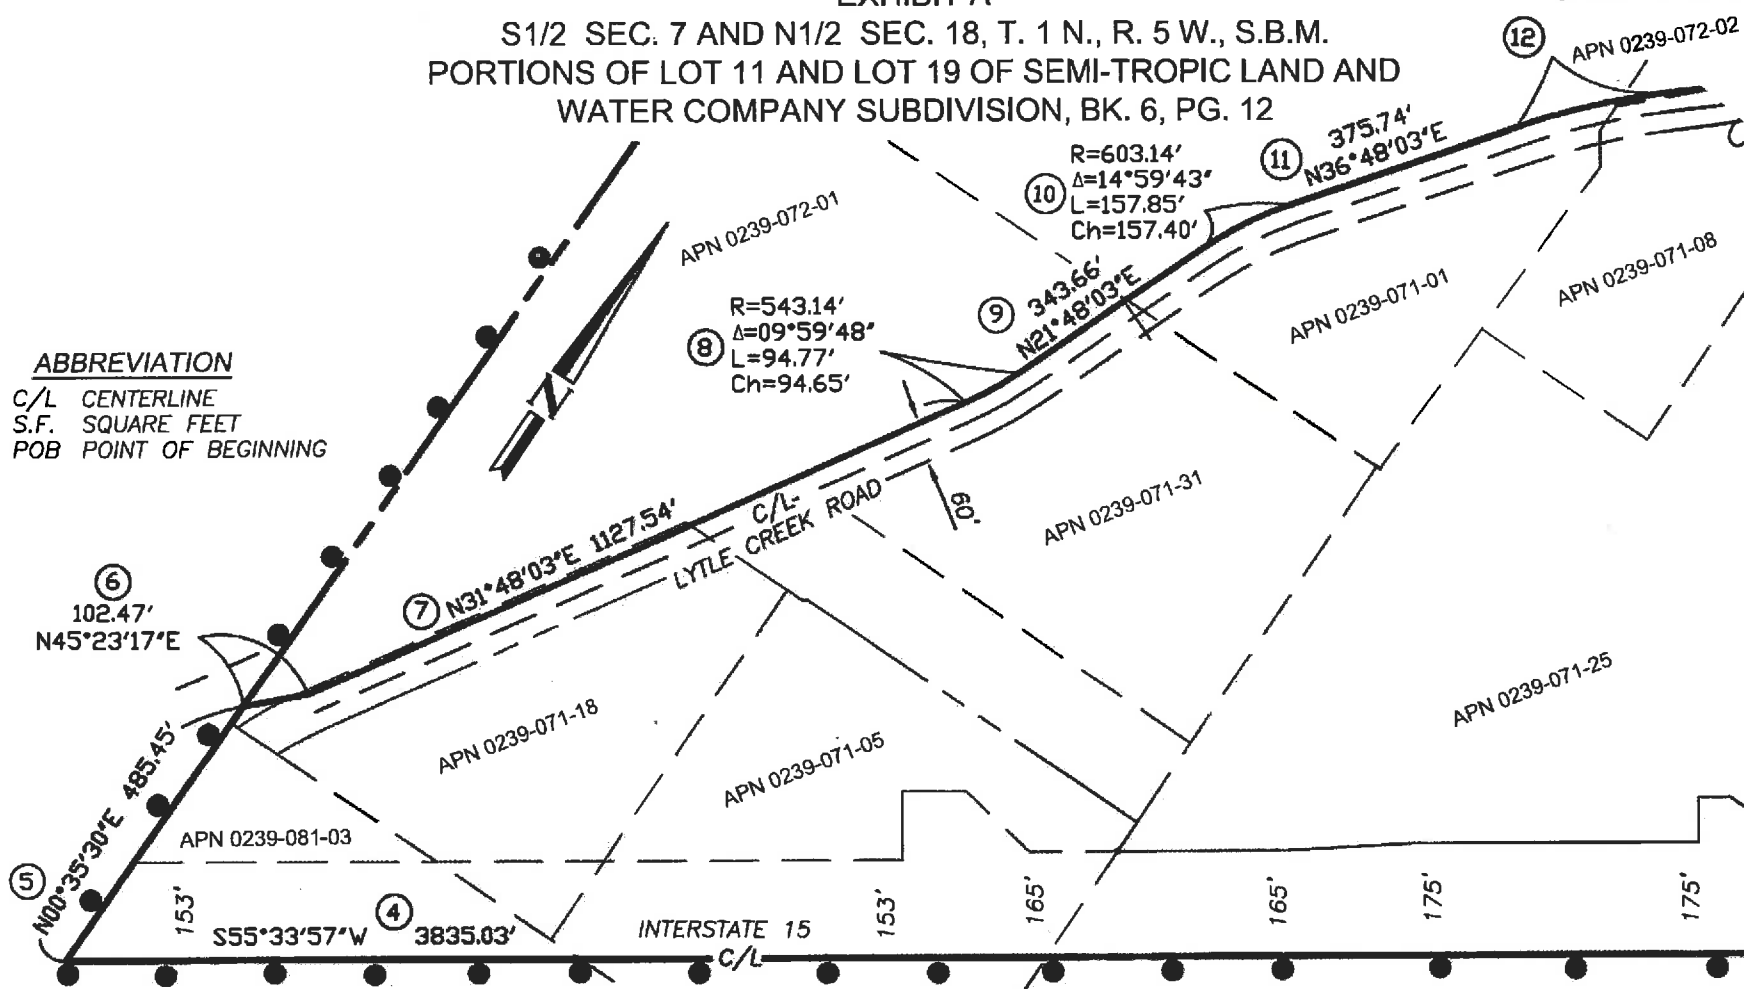 S1/2 SEC. 7 AND N1/2 SEC. 18, T. 1 N., R. 5 W., S.B.M.
PORTIONS OF LOT 11 AND LOT 19 OF SEMI-TROPIC LAND AND
WATER COMPANY SUBDIVISION, BK. 6, PG. 12
12
APN 0239-072-02
11
375.74'
N36°48'03"E
10
R=603.14'
Δ=14°59'43"
L=157.85'
Ch=157.40'
APN 0239-072-01
APN 0239-071-08
APN 0239-071-01
9
343.66'
N21°48'03"E
8
R=543.14'
Δ=09°59'48"
L=94.77'
Ch=94.65'
N
ABBREVIATION
C/L CENTERLINE
S.F. SQUARE FEET
POB POINT OF BEGINNING
60'
C/L-
LYTLE CREEK ROAD
APN 0239-071-31
7
N31°48'03"E 1127.54'
6
102.47'
N45°23'17"E
APN 0239-071-25
APN 0239-071-18
APN 0239-071-05
APN 0239-081-03
5
N00°35'30"E 485.45'
153'
153'
165'
165'
175'
175'
4
S55°33'57"W 3835.03'
INTERSTATE 15
C/L